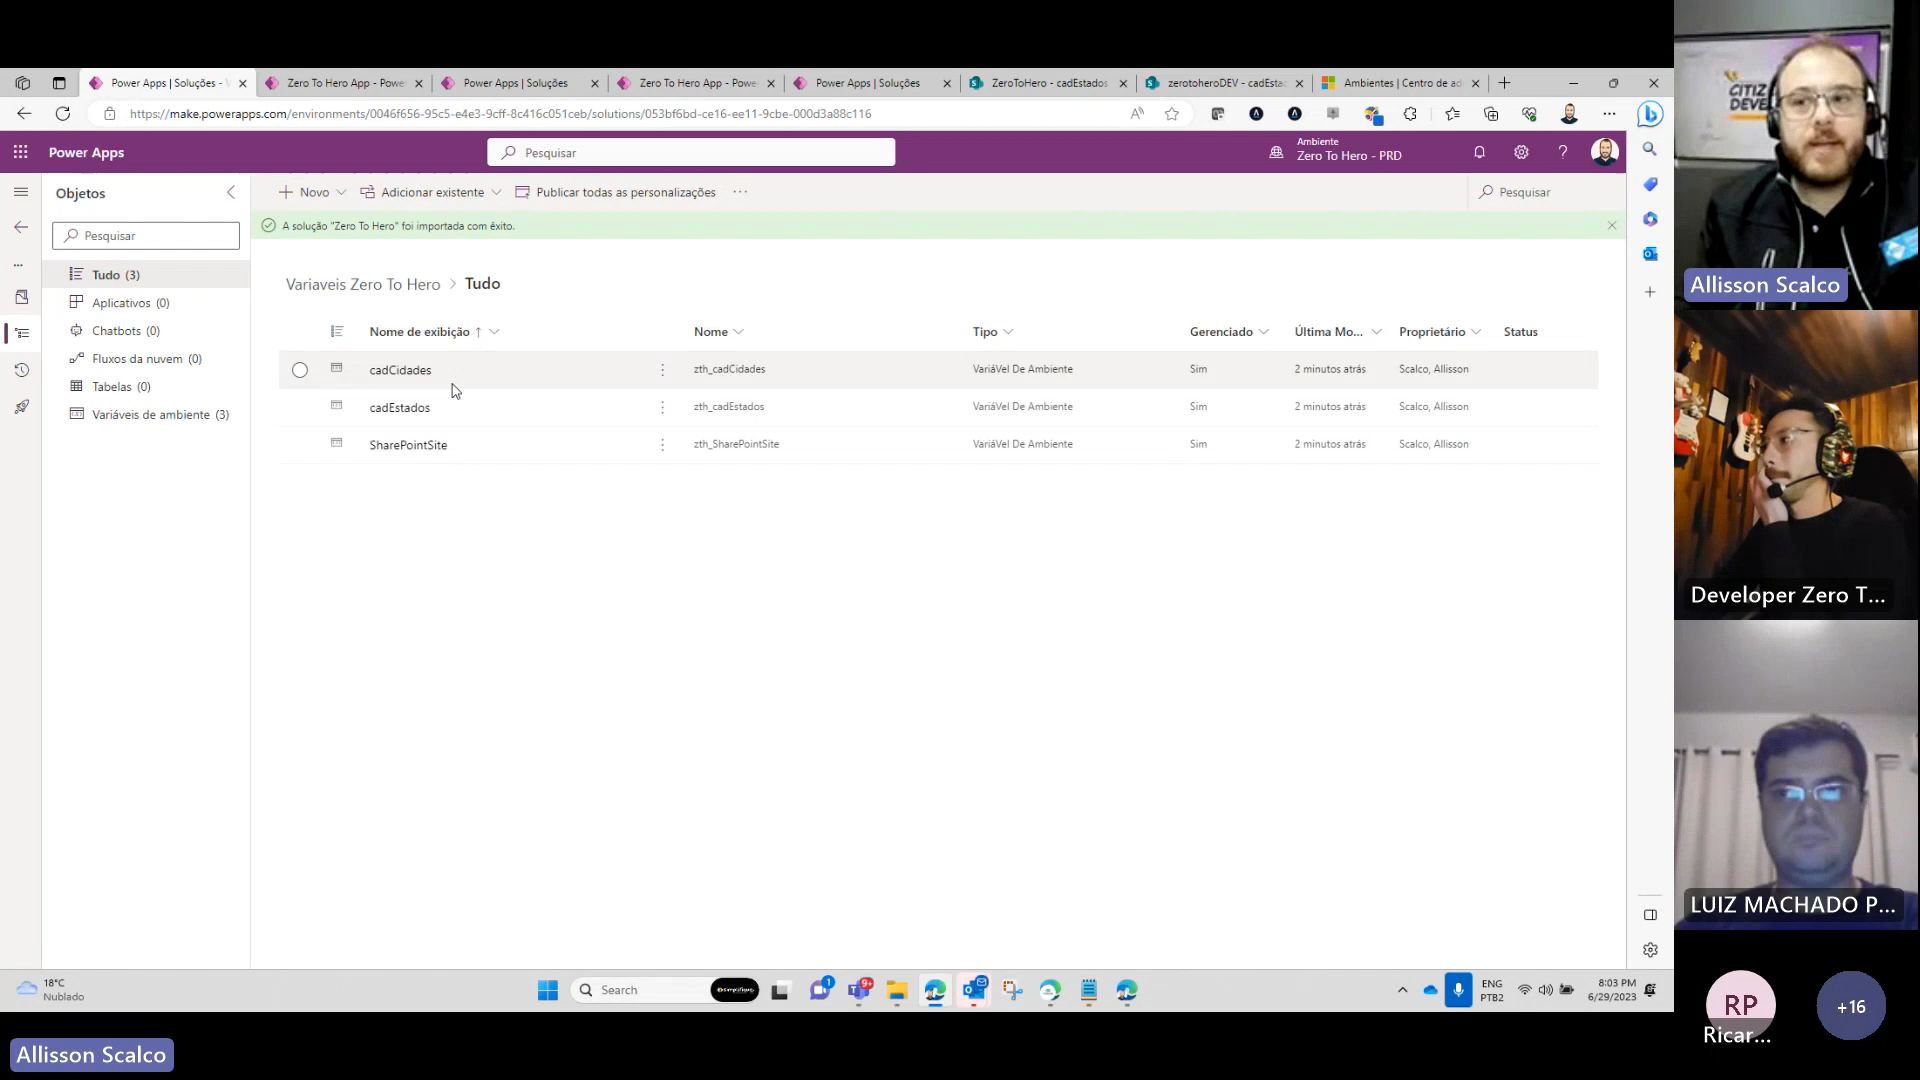 Power Apps | Soluções -
Zero To Hero App - Powe
Power Apps | Soluções
Zero To Hero App - Powe
Power Apps | Soluções
ZeroToHero - cadEstados
zerotoheroDEV - cadEsta
Ambientes | Centro de ad
https://make.powerapps.com/environments/0046f656-95c5-e4e3-9cff-8c416c051ceb/solutions/053bf6bd-ce16-ee11-9cbe-000d3a88c116
Power Apps
Pesquisar
Ambiente
Zero To Hero - PRD
Objetos
Novo
Adicionar existente
Publicar todas as personalizações
Pesquisar
A solução "Zero To Hero" foi importada com êxito.
Pesquisar
Tudo (3)
Aplicativos (0)
Chatbots (0)
Fluxos da nuvem (0)
Tabelas (0)
Variáveis de ambiente (3)
Variaveis Zero To Hero > Tudo
Nome de exibição ↑ Nome Tipo Gerenciado Última Mo... Proprietário Status
cadCidades zth_cadCidades VariáVel De Ambiente Sim 2 minutos atrás Scalco, Allisson
cadEstados zth_cadEstados VariáVel De Ambiente Sim 2 minutos atrás Scalco, Allisson
SharePointSite zth_SharePointSite VariáVel De Ambiente Sim 2 minutos atrás Scalco, Allisson
18°C
Nublado
Search
1
9+
ENG
PTB2
8:03 PM
6/29/2023
Allisson Scalco
Developer Zero T...
LUIZ MACHADO P...
RP
Ricar...
+16
Allisson Scalco